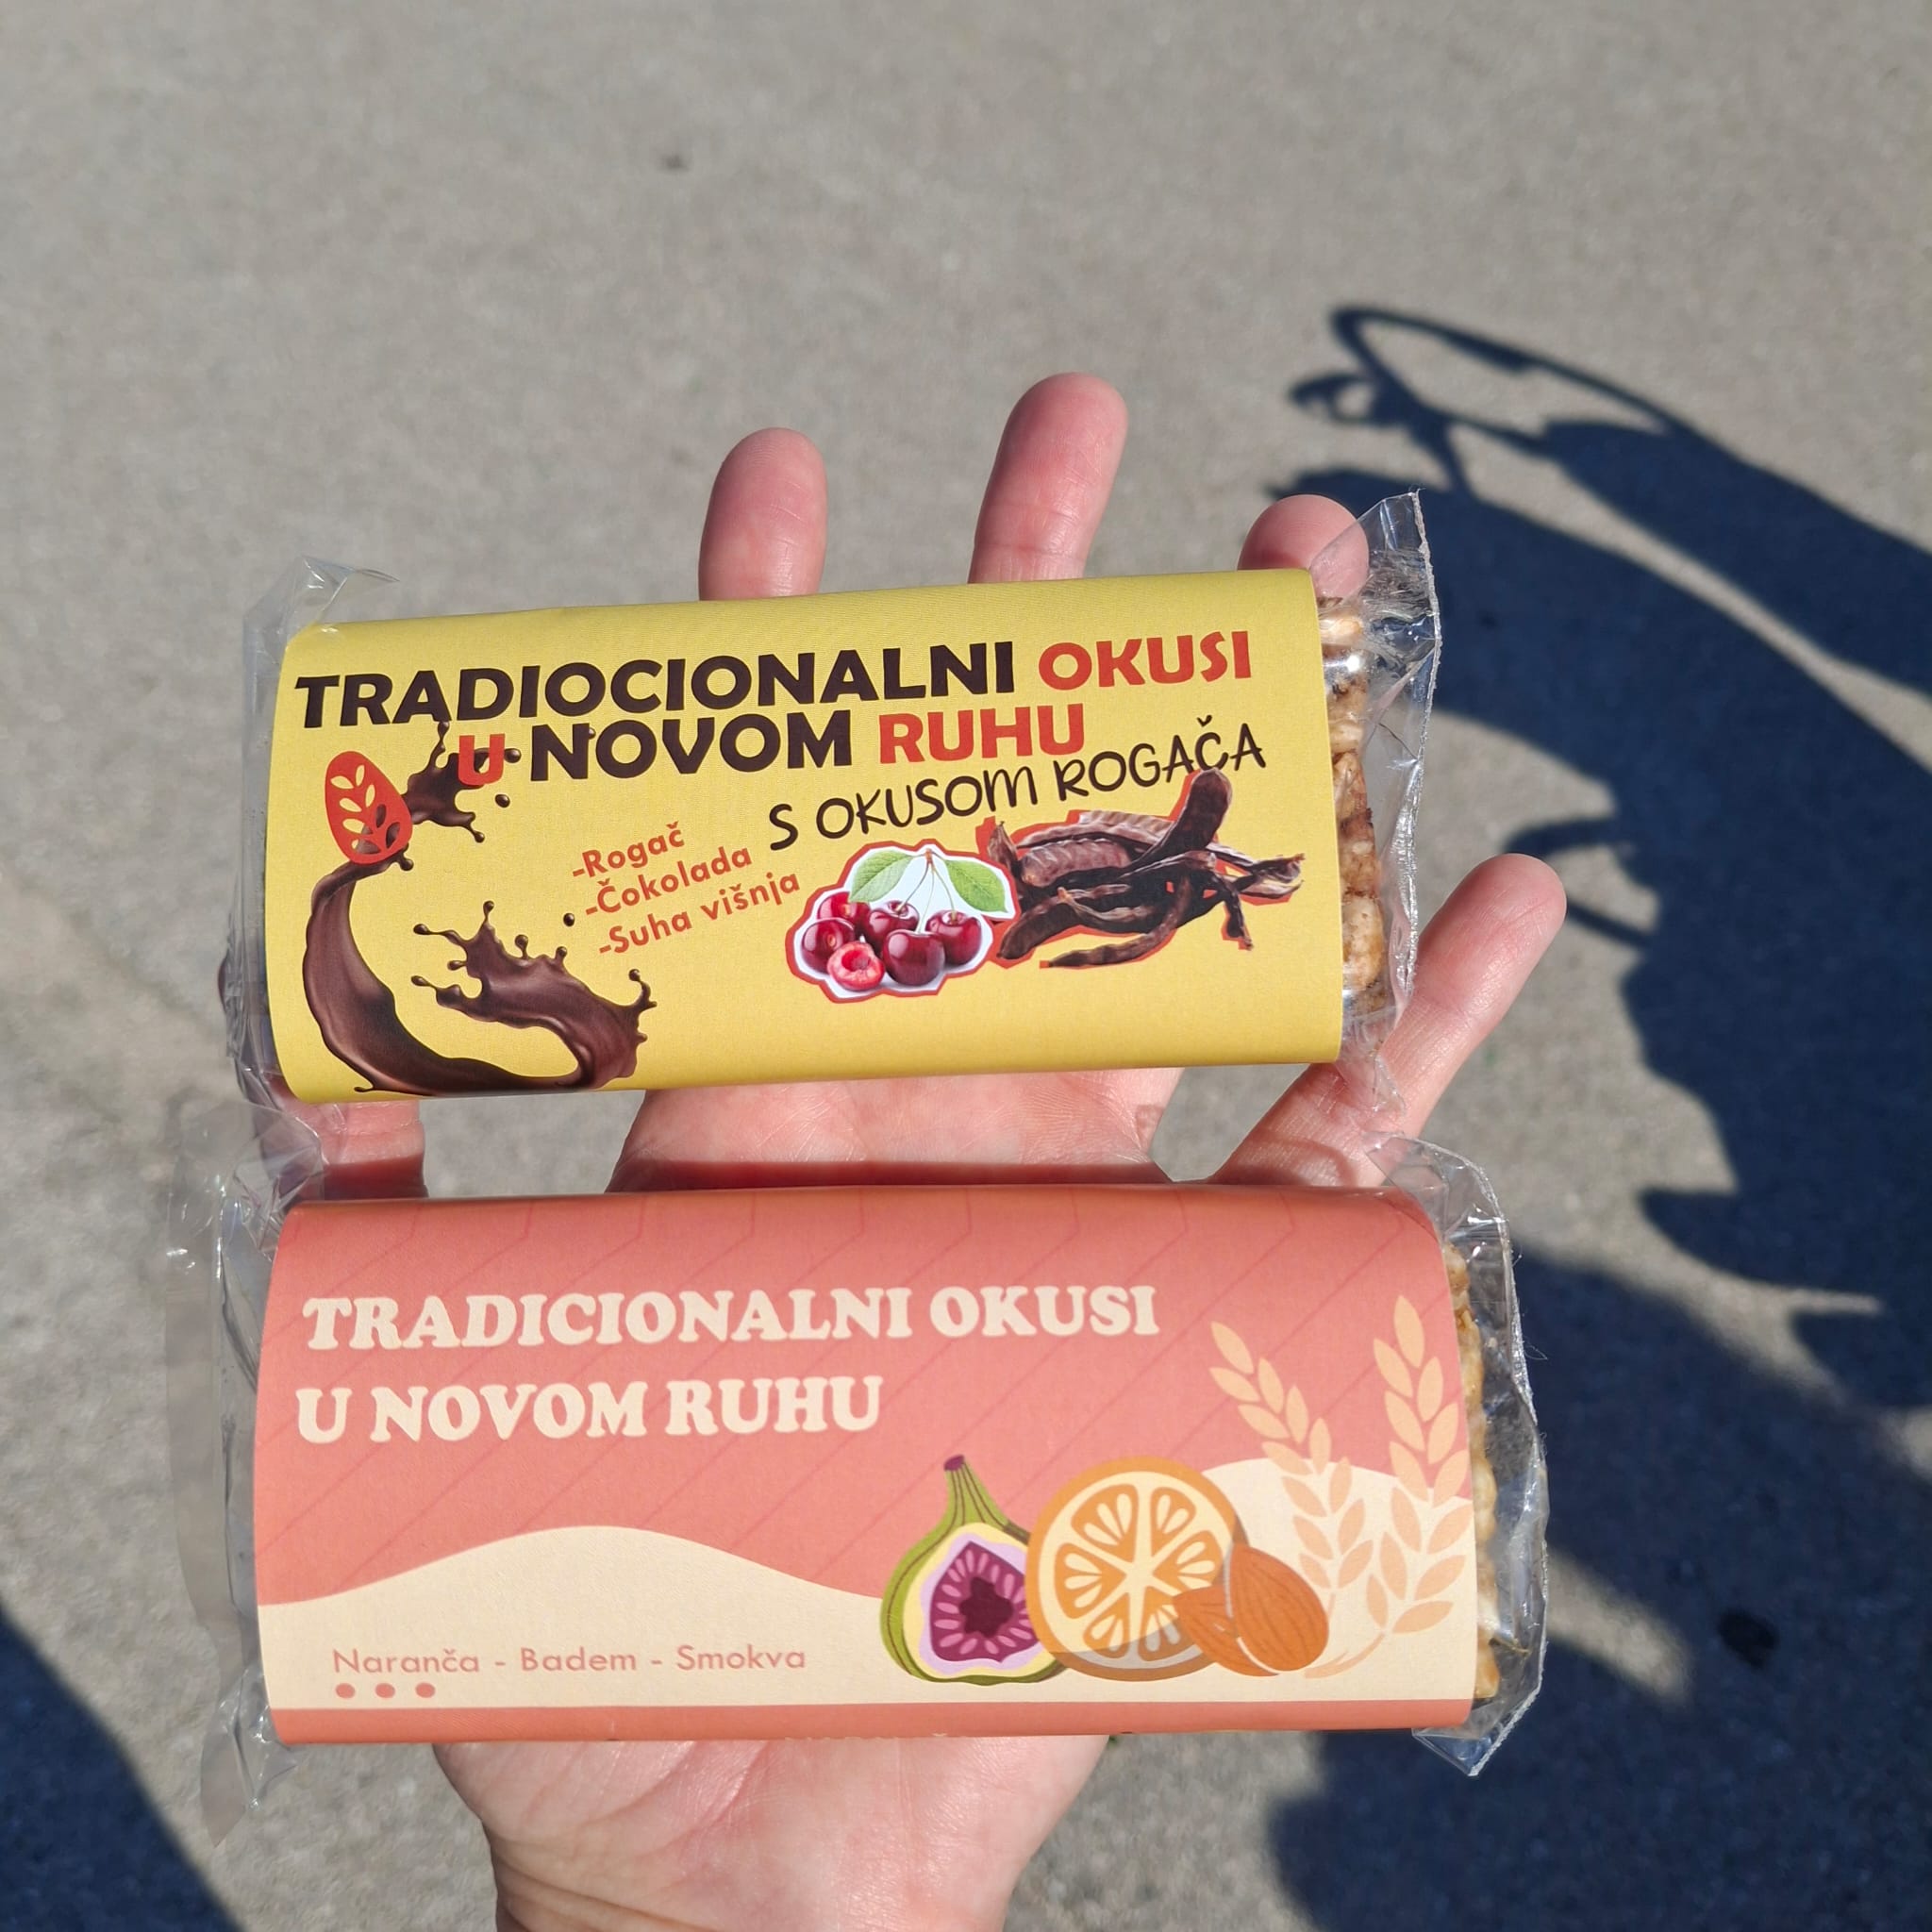 TRADIOCIONALNI OKUSI
U NOVOM RUHU
S OKUSOM ROGAČA
-Rogač
-Čokolada
-Suha višnja
TRADICIONALNI OKUSI
U NOVOM RUHU
Naranča - Badem - Smokva